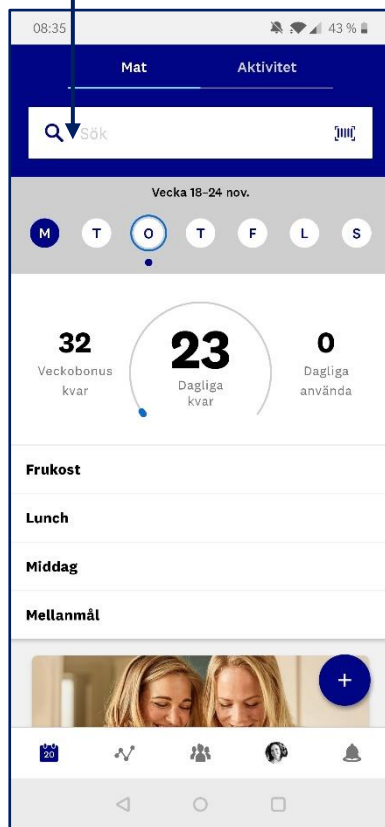 08:35 43 %
Mat Aktivitet
Sök
Vecka 18–24 nov.
M T O T F L S
32 23 0
Veckobonus kvar
Dagliga kvar
Dagliga använda
Frukost
Lunch
Middag
Mellanmål
+
20